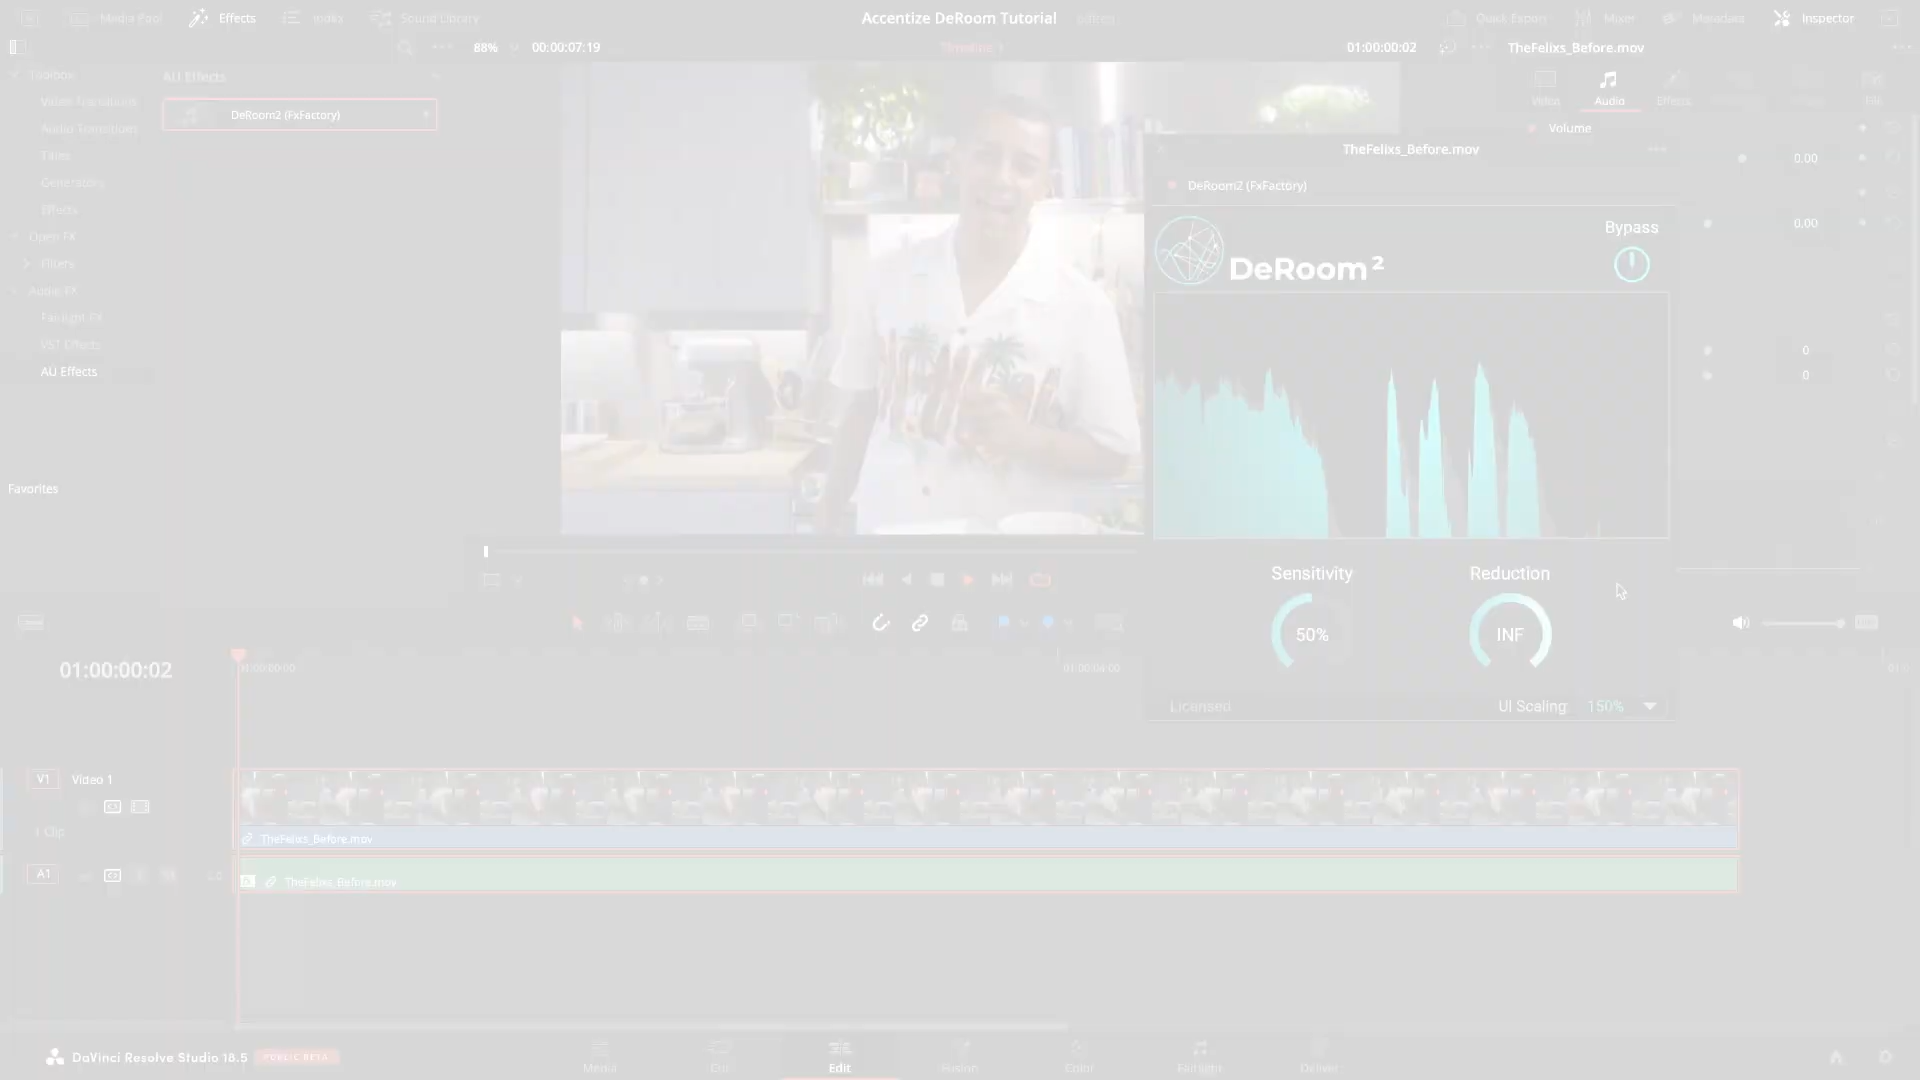 Media Pool
Effects
Index
Sound Library
Accentize DeRoom Tutorial
Edited
Quick Export
Mixer
Metadata
Inspector
88%
00:00:07:19
Timeline 1
01:00:00:02
TheFelixs_Before.mov
Toolbox
Video Transitions
Audio Transitions
Titles
Generators
Effects
Open FX
Filters
Audio FX
Fairlight FX
VST Effects
AU Effects
Favorites
AU Effects
DeRoom2 (FxFactory)
Video
Audio
Effects
File
Volume
0.00
0.00
0
0
TheFelixs_Before.mov
DeRoom2 (FxFactory)
DeRoom²
Bypass
Sensitivity
Reduction
50%
INF
Licensed
UI Scaling
150%
01:00:00:02
01:00:00:00
01:00:04:00
V1
Video 1
1 Clip
TheFelixs_Before.mov
A1
TheFelixs_Before.mov
DaVinci Resolve Studio 18.5
PUBLIC BETA
Media
Cut
Edit
Fusion
Color
Fairlight
Deliver